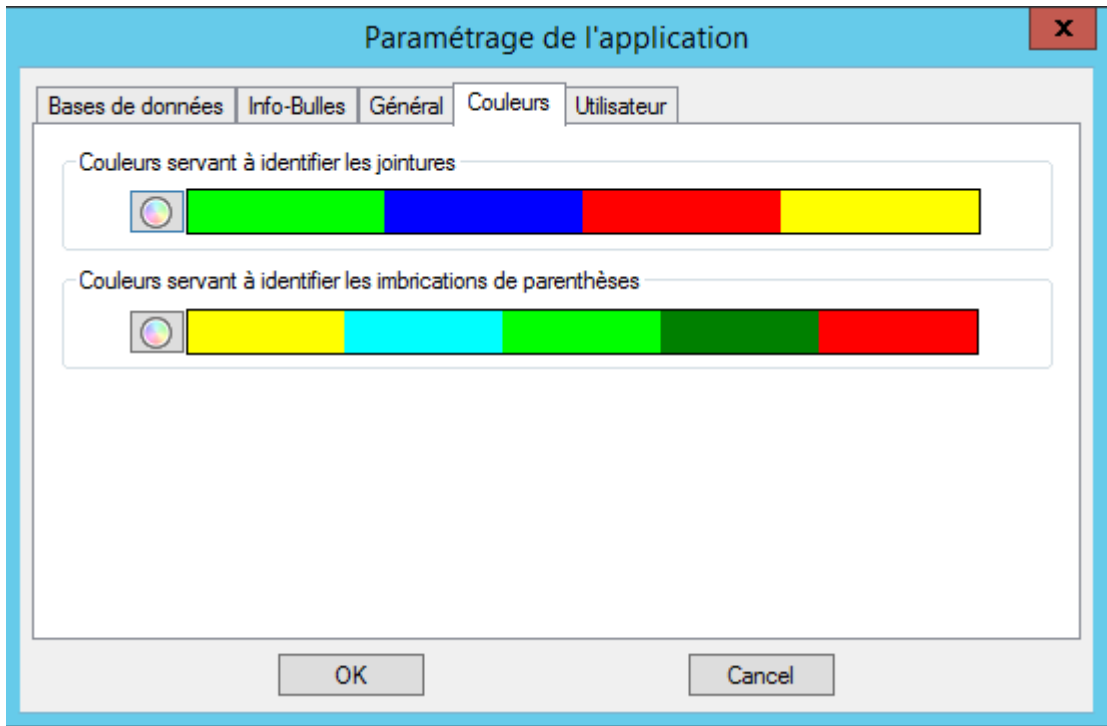 Paramétrage de l'application
x
Bases de données Info-Bulles Général Couleurs Utilisateur
Couleurs servant à identifier les jointures
Couleurs servant à identifier les imbrications de parenthèses
OK Cancel